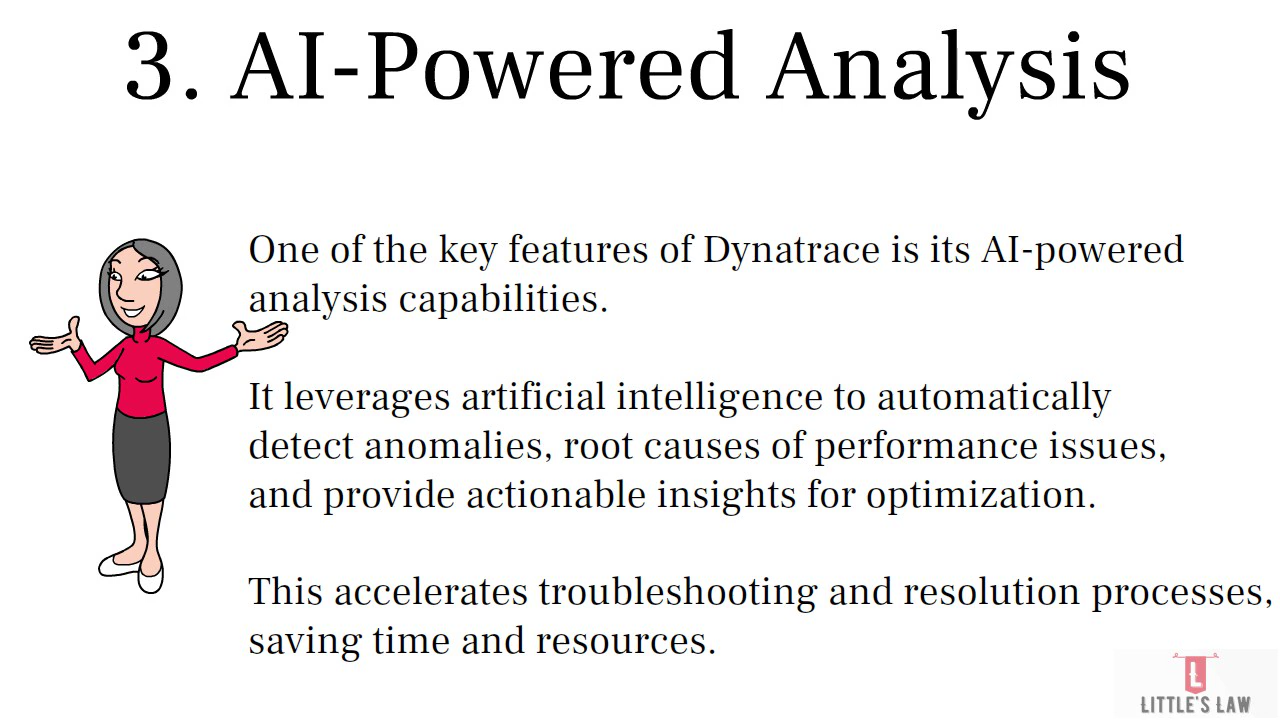 3. AI-Powered Analysis
One of the key features of Dynatrace is its AI-powered
analysis capabilities.
It leverages artificial intelligence to automatically
detect anomalies, root causes of performance issues,
and provide actionable insights for optimization.
This accelerates troubleshooting and resolution processes,
saving time and resources.
L
LITTLE'S LAW